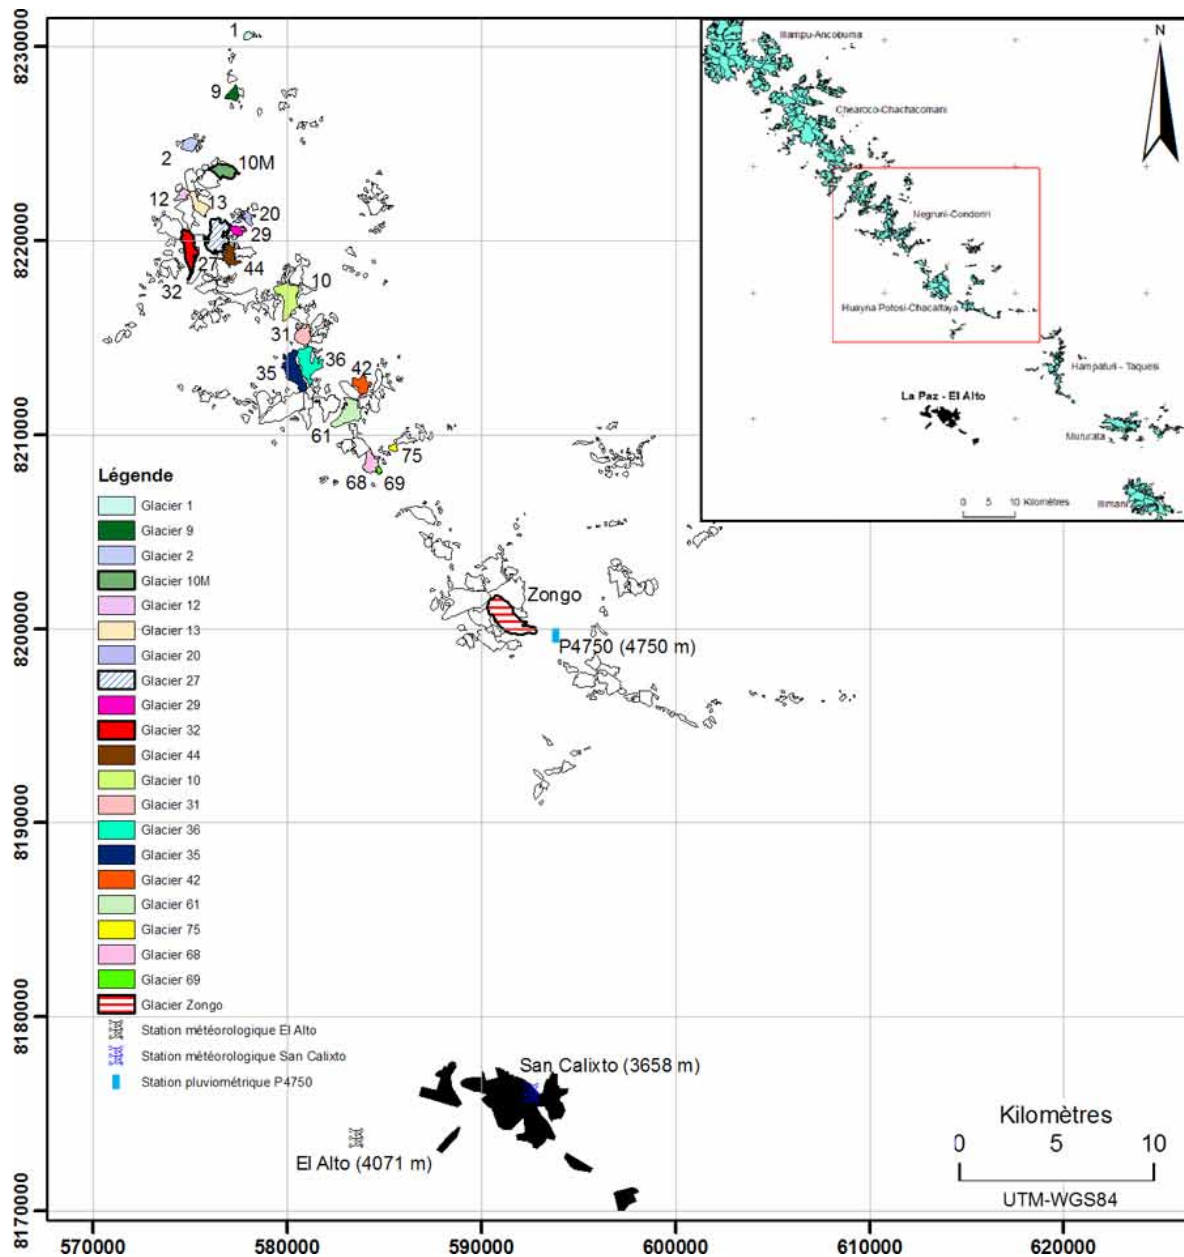 8230000
8220000
8210000
8200000
8190000
8180000
8170000
1
9
2
10M
12
13
20
29
27
44
32
10
31
36
35
42
61
75
68
69
Zongo
P4750 (4750 m)
San Calixto (3658 m)
El Alto (4071 m)
Illampu-Ancobuma
Chearoco-Chachacomani
Negruni-Condoriri
Huayna Potosi-Chacaltaya
Hampaturi - Taquesi
La Paz - El Alto
Mururata
Illimani
N
0 5 10 Kilomètres
Légende
Glacier 1
Glacier 9
Glacier 2
Glacier 10M
Glacier 12
Glacier 13
Glacier 20
Glacier 27
Glacier 29
Glacier 32
Glacier 44
Glacier 10
Glacier 31
Glacier 36
Glacier 35
Glacier 42
Glacier 61
Glacier 75
Glacier 68
Glacier 69
Glacier Zongo
Station météorologique El Alto
Station météorologique San Calixto
Station pluviométrique P4750
Kilomètres
0 5 10
UTM-WGS84
570000 580000 590000 600000 610000 620000